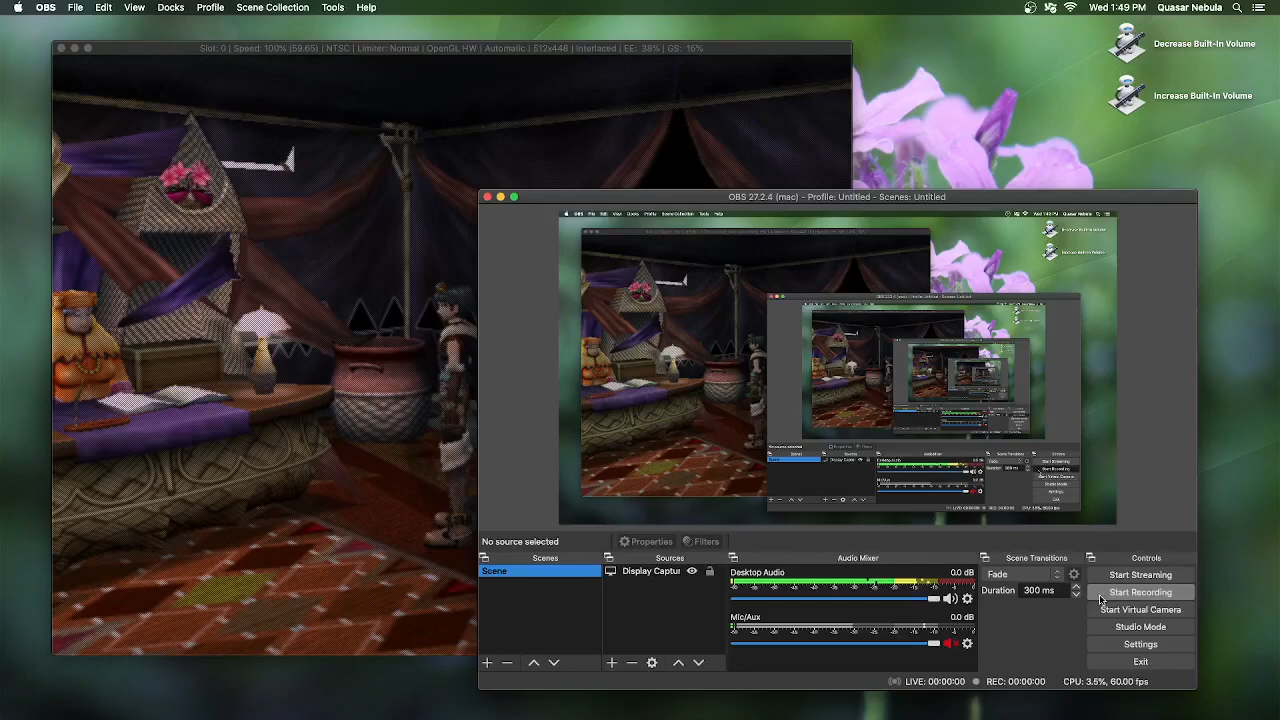 OBS File Edit View Docks Profile Scene Collection Tools Help Wed 1:49 PM Quasar Nebula
Decrease Built-In Volume
Increase Built-In Volume
Slot: 0 | Speed: 100% (59.65) | NTSC | Limiter: Normal | OpenGL HW | Automatic | 512x448 | Interlaced | EE: 38% | GS: 15%
OBS 27.2.4 (mac) - Profile: Untitled - Scenes: Untitled
No source selected Properties Filters
Scenes Sources Audio Mixer Scene Transitions Controls
Scene
Display Captur
Desktop Audio 0.0 dB
Mic/Aux 0.0 dB
Fade
Duration 300 ms
Start Streaming
Start Recording
Start Virtual Camera
Studio Mode
Settings
Exit
LIVE: 00:00:00 REC: 00:00:00 CPU: 3.5%, 60.00 fps